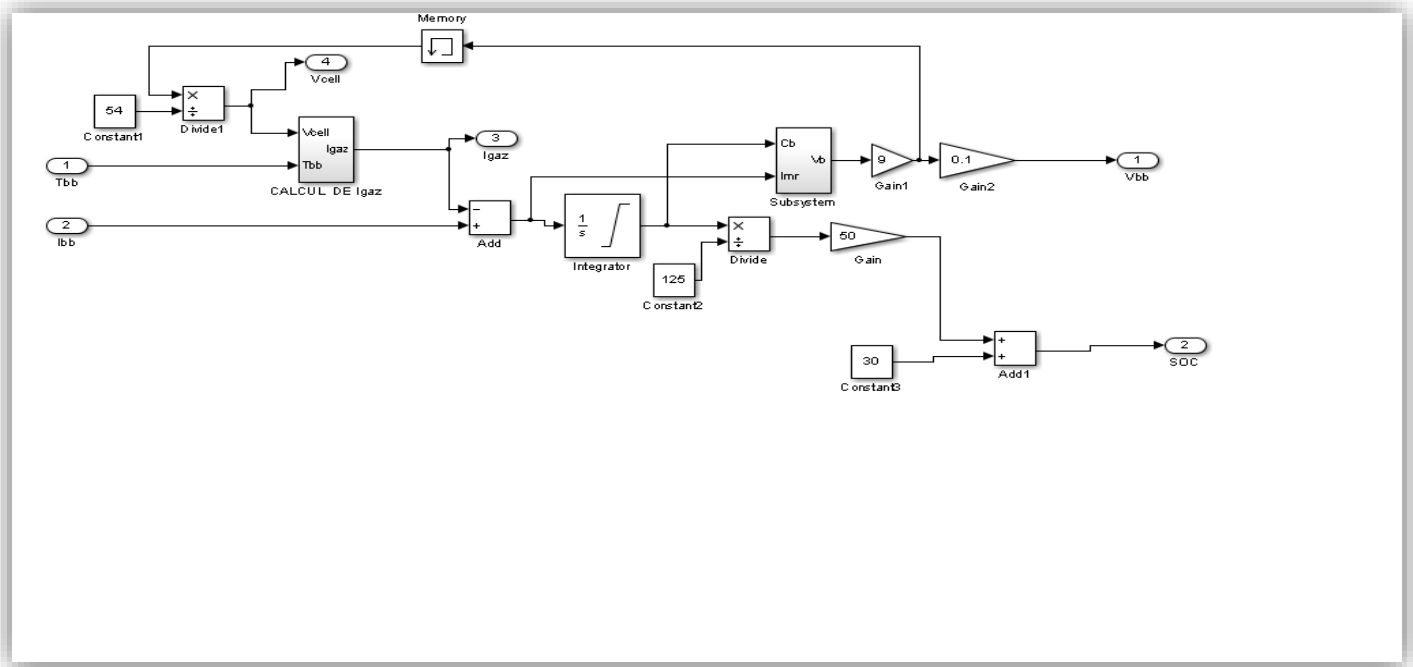 Memory
4
Vcell
×
÷
Divide1
54
Constant1
Vcell
Igaz
Tbb
CALCUL DE Igaz
3
Igaz
1
Tbb
2
Ibb
−
+
Add
1
s
Integrator
Cb
Vb
Imr
Subsystem
9
Gain1
0.1
Gain2
1
Vbb
×
÷
Divide
125
Constant2
50
Gain
30
Constant3
+
+
Add1
2
SOC